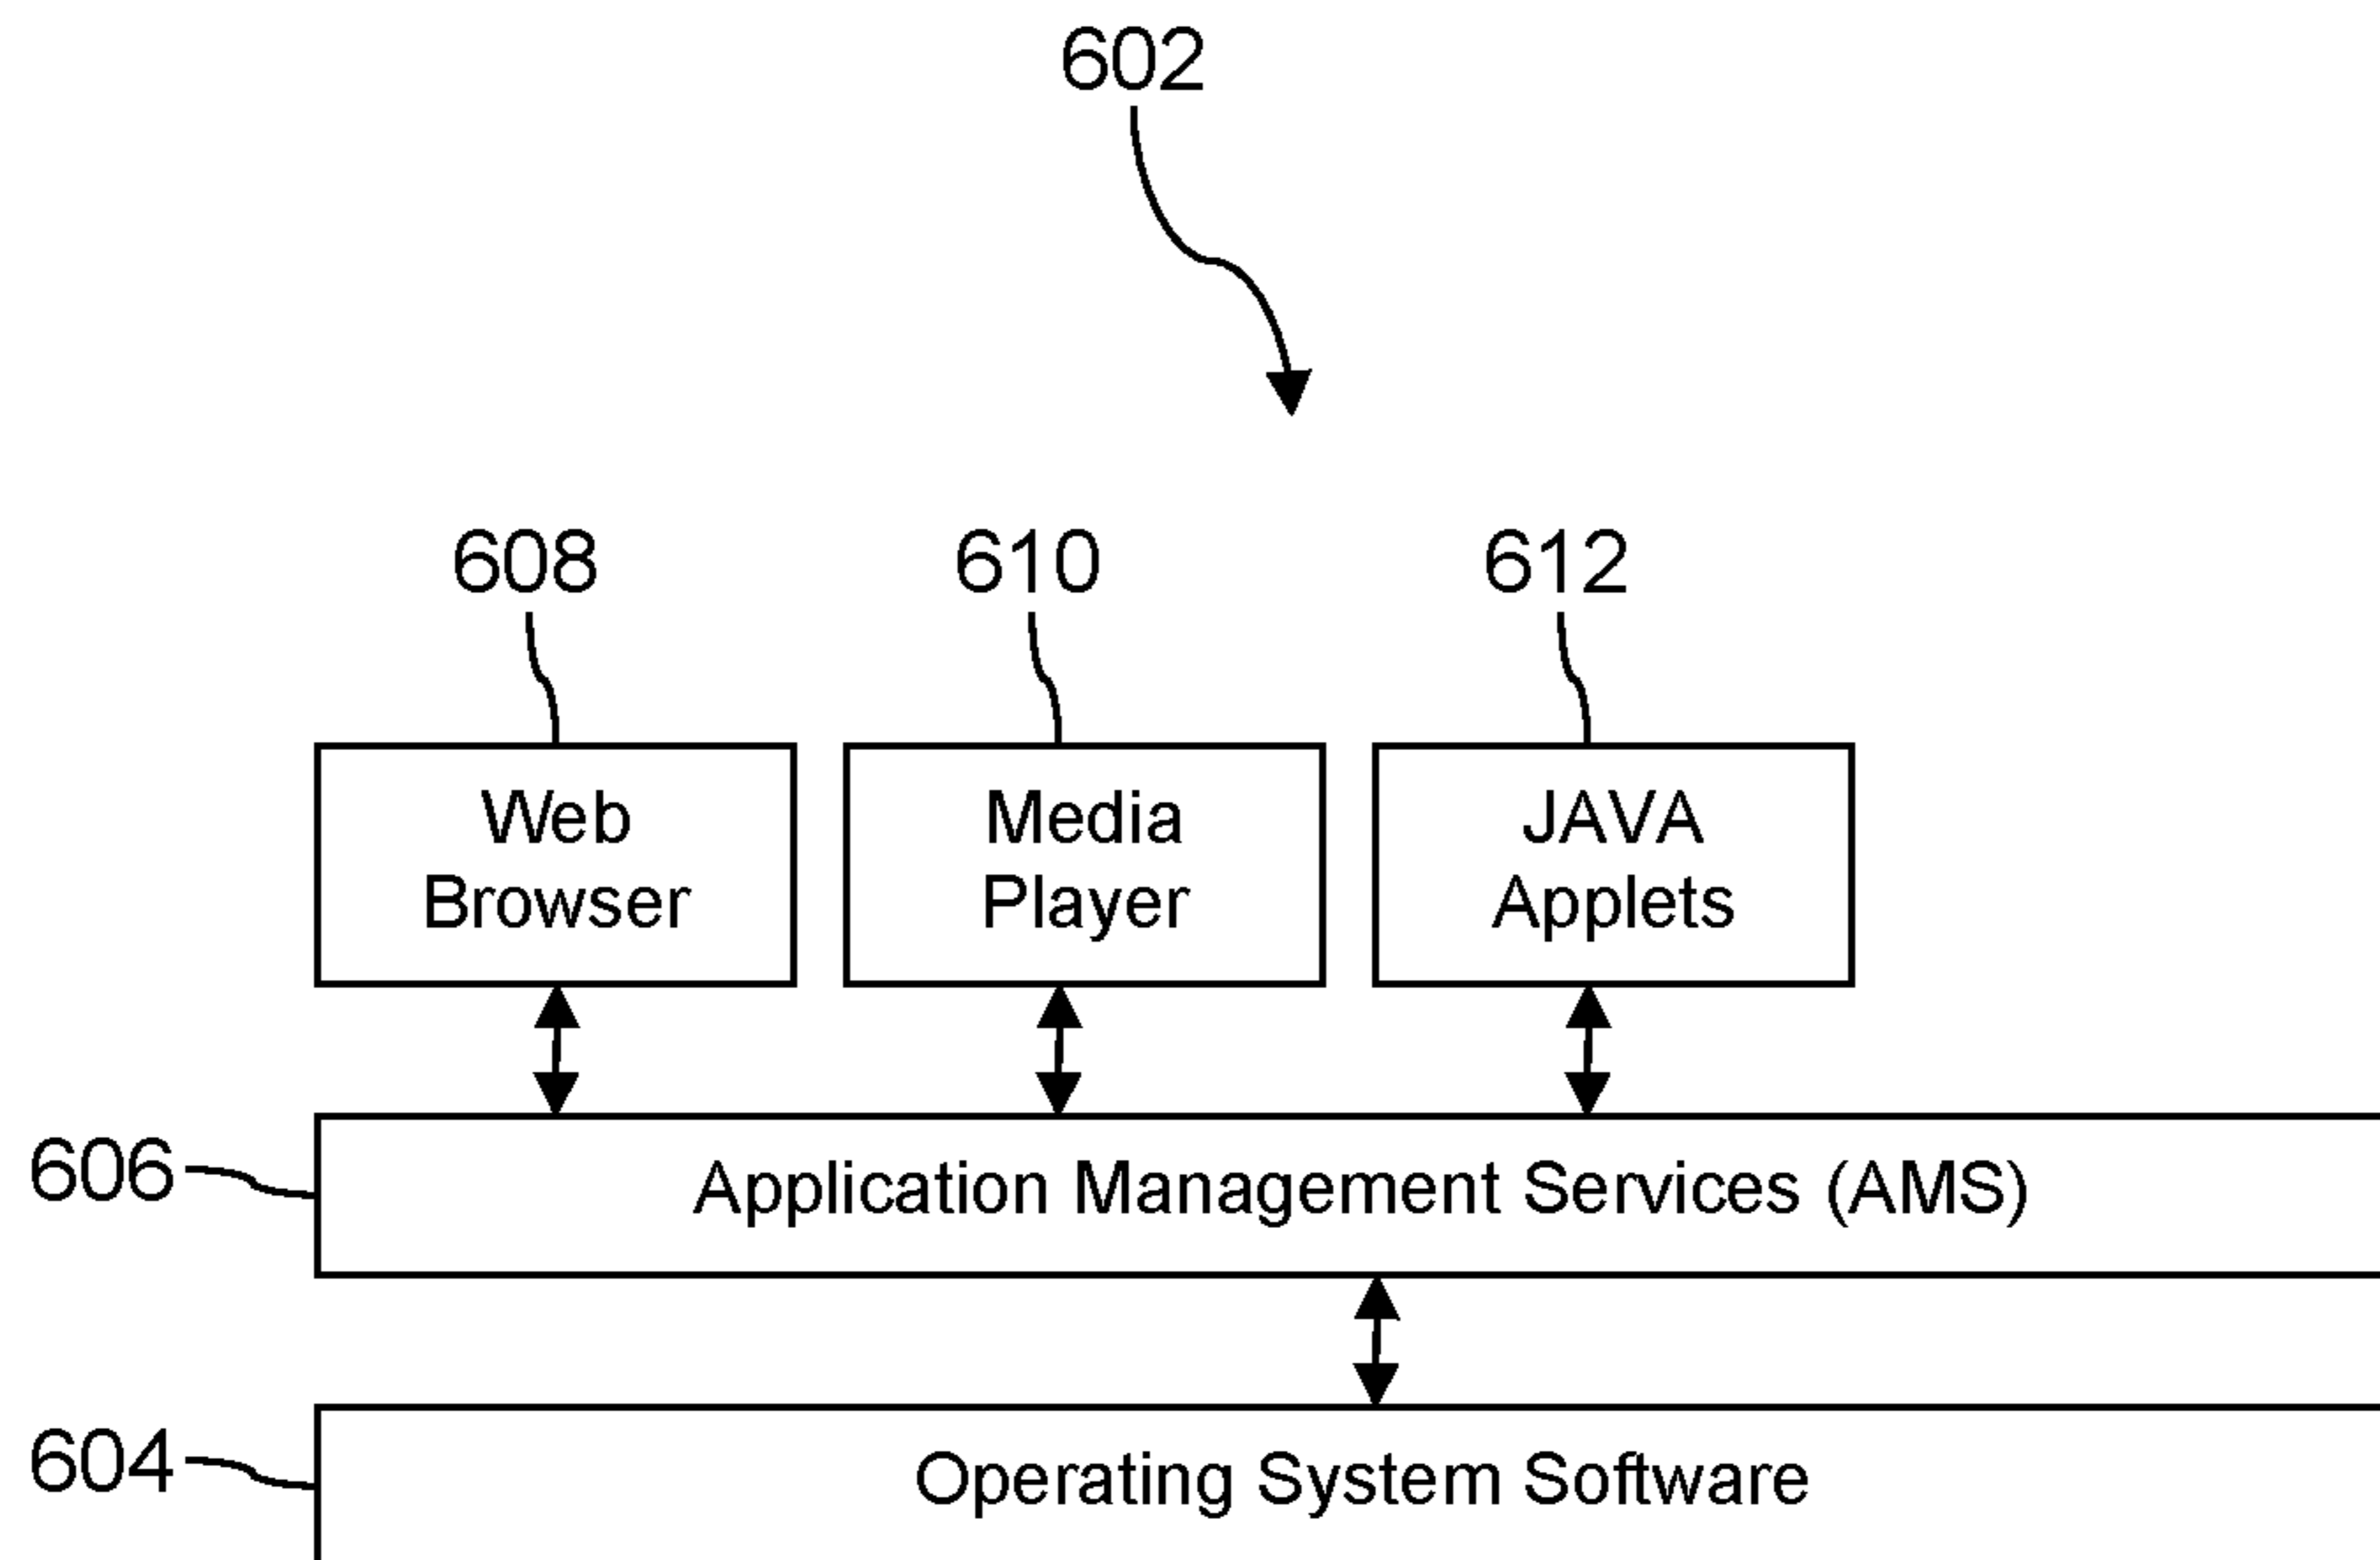 602
608
610
612
Web
Browser
Media
Player
JAVA
Applets
606
Application Management Services (AMS)
604
Operating System Software